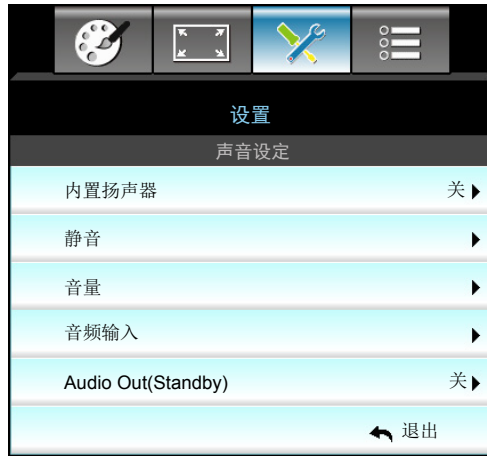 设置
声音设定
内置扬声器 关
静音
音量
音频输入
Audio Out(Standby) 关
退出